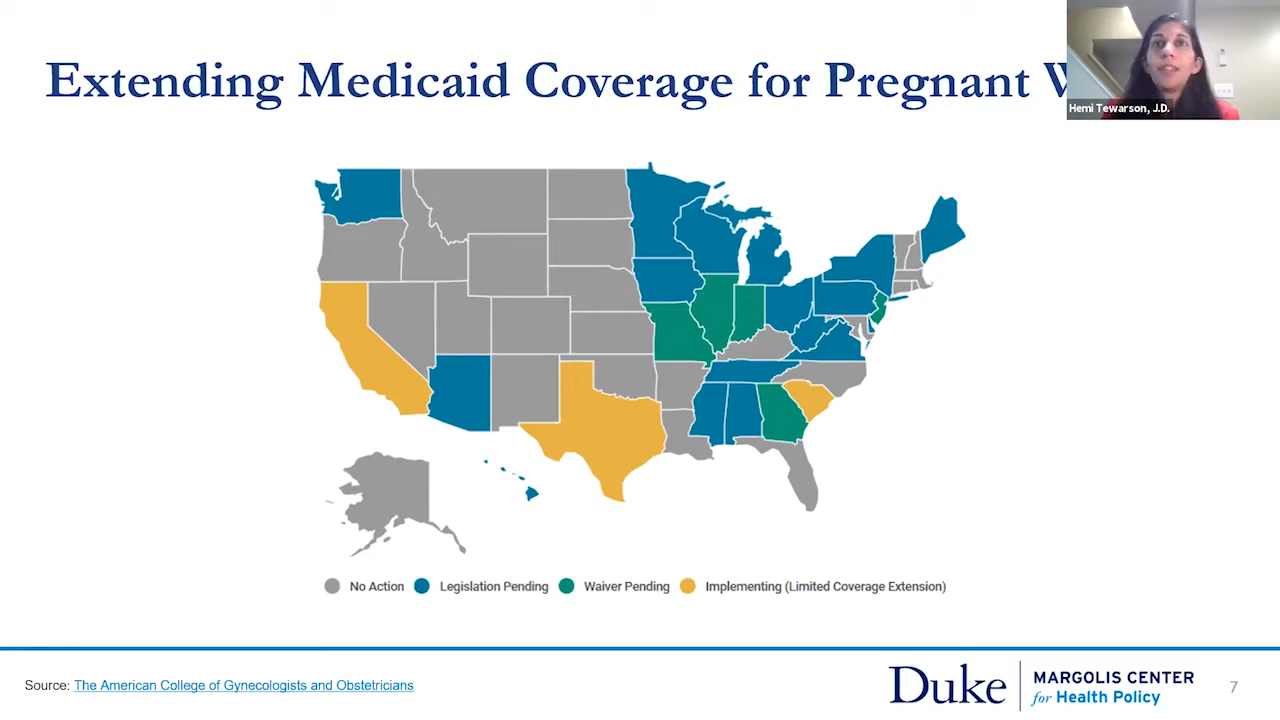 Extending Medicaid Coverage for Pregnant
Hemi Tewarson, J.D.
No Action Legislation Pending Waiver Pending Implementing (Limited Coverage Extension)
Source: The American College of Gynecologists and Obstetricians
Duke MARGOLIS CENTER
for Health Policy
7